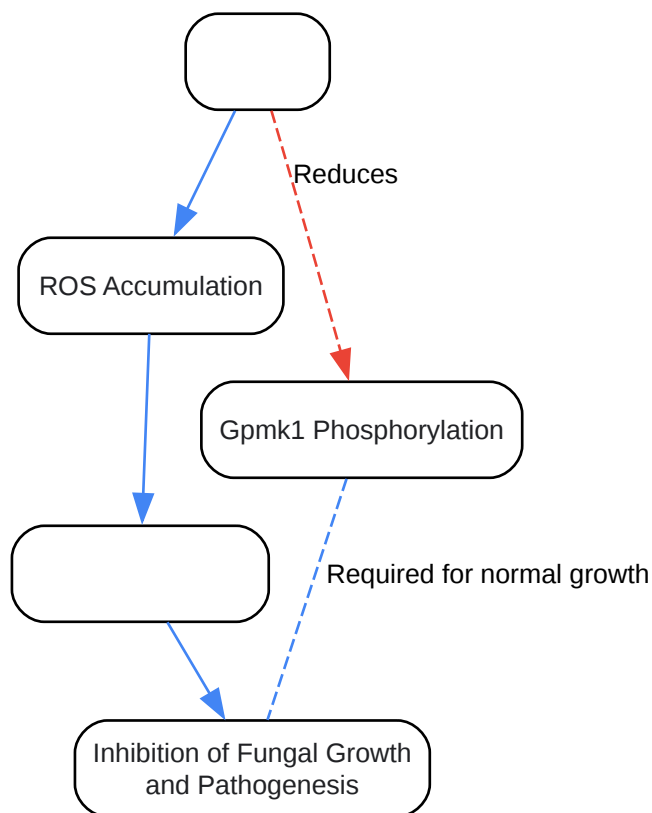 Reduces
ROS Accumulation
Gpmk1 Phosphorylation
Required for normal growth
Inhibition of Fungal Growth
and Pathogenesis